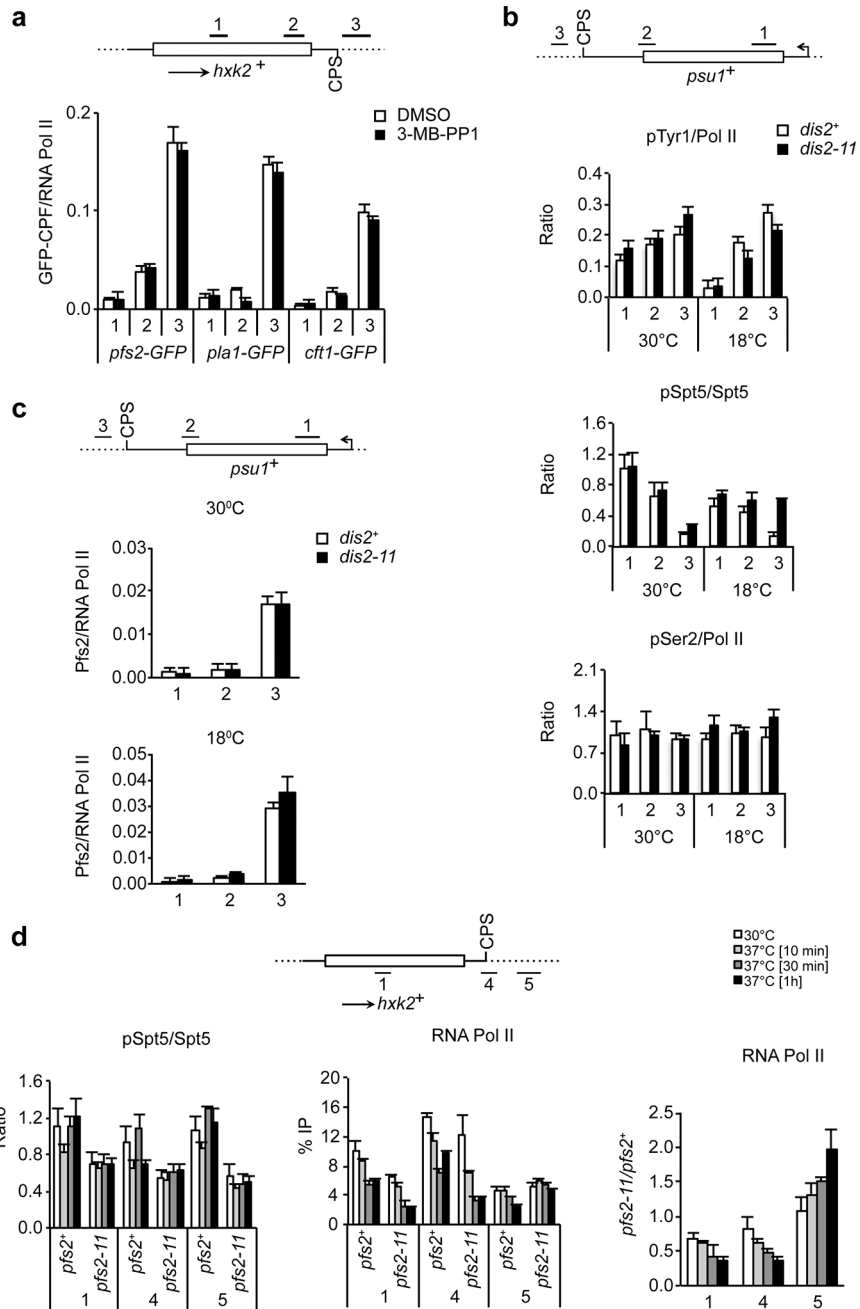 a
1 2 3
hxk2+
CPS
DMSO
3-MB-PP1
GFP-CPF/RNA Pol II
0.2
0.1
0.0
1 2 3 1 2 3 1 2 3
pfs2-GFP pla1-GFP cft1-GFP
b
3 CPS 2 1
psu1+
pTyr1/Pol II
dis2+
dis2-11
Ratio
0.4
0.3
0.2
0.1
0.0
1 2 3 1 2 3
30°C 18°C
pSpt5/Spt5
Ratio
1.6
1.2
0.8
0.4
0.0
1 2 3 1 2 3
30°C 18°C
pSer2/Pol II
Ratio
2.1
1.4
0.7
0.0
1 2 3 1 2 3
30°C 18°C
c
3 CPS 2 1
psu1+
30⁰C
dis2+
dis2-11
Pfs2/RNA Pol II
0.03
0.02
0.01
0.00
1 2 3
18⁰C
Pfs2/RNA Pol II
0.05
0.04
0.03
0.02
0.01
0.00
1 2 3
d
CPS
1 4 5
hxk2+
30°C
37°C [10 min]
37°C [30 min]
37°C [1h]
pSpt5/Spt5
Ratio
1.6
1.2
0.8
0.4
0.0
pfs2+ pfs2-11 pfs2+ pfs2-11 pfs2+ pfs2-11
1 4 5
RNA Pol II
% IP
20
16
12
8
4
0
pfs2+ pfs2-11 pfs2+ pfs2-11 pfs2+ pfs2-11
1 4 5
RNA Pol II
pfs2-11/pfs2+
2.5
2.0
1.5
1.0
0.5
0.0
1 4 5